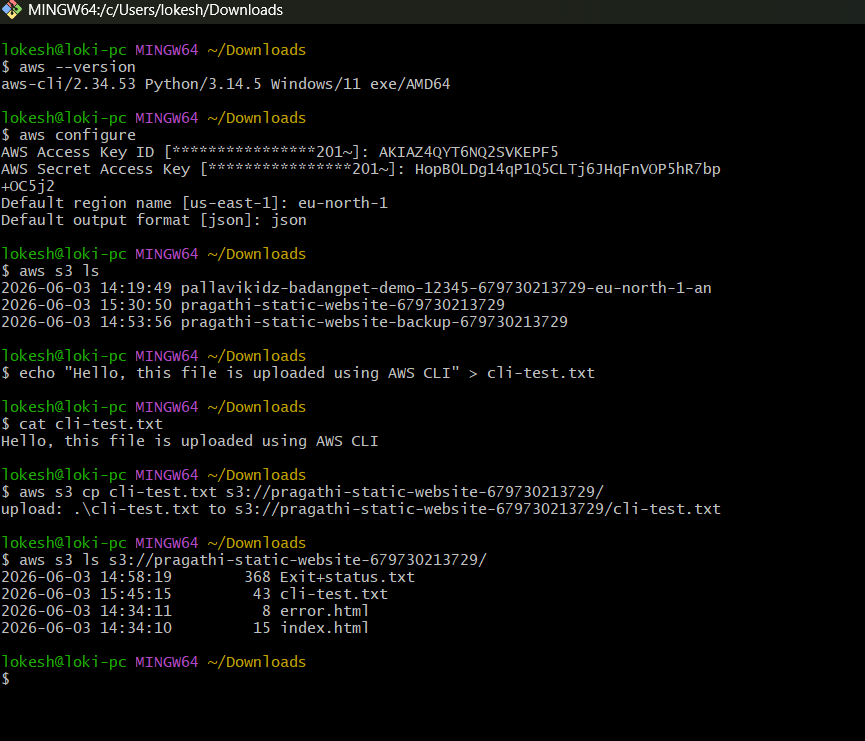 MINGW64:/c/Users/lokesh/Downloads
lokesh@loki-pc MINGW64 ~/Downloads
$ aws --version
aws-cli/2.34.53 Python/3.14.5 Windows/11 exe/AMD64
lokesh@loki-pc MINGW64 ~/Downloads
$ aws configure
AWS Access Key ID [****************201~]: AKIAZ4QYT6NQ2SVKEPF5
AWS Secret Access Key [****************201~]: HopB0LDg14qP1Q5CLTj6JHqFnVOP5hR7bp
+OC5j2
Default region name [us-east-1]: eu-north-1
Default output format [json]: json
lokesh@loki-pc MINGW64 ~/Downloads
$ aws s3 ls
2026-06-03 14:19:49 pallavikidz-badangpet-demo-12345-679730213729-eu-north-1-an
2026-06-03 15:30:50 pragathi-static-website-679730213729
2026-06-03 14:53:56 pragathi-static-website-backup-679730213729
lokesh@loki-pc MINGW64 ~/Downloads
$ echo "Hello, this file is uploaded using AWS CLI" > cli-test.txt
lokesh@loki-pc MINGW64 ~/Downloads
$ cat cli-test.txt
Hello, this file is uploaded using AWS CLI
lokesh@loki-pc MINGW64 ~/Downloads
$ aws s3 cp cli-test.txt s3://pragathi-static-website-679730213729/
upload: .\cli-test.txt to s3://pragathi-static-website-679730213729/cli-test.txt
lokesh@loki-pc MINGW64 ~/Downloads
$ aws s3 ls s3://pragathi-static-website-679730213729/
2026-06-03 14:58:19        368 Exit+status.txt
2026-06-03 15:45:15         43 cli-test.txt
2026-06-03 14:34:11          8 error.html
2026-06-03 14:34:10         15 index.html
lokesh@loki-pc MINGW64 ~/Downloads
$